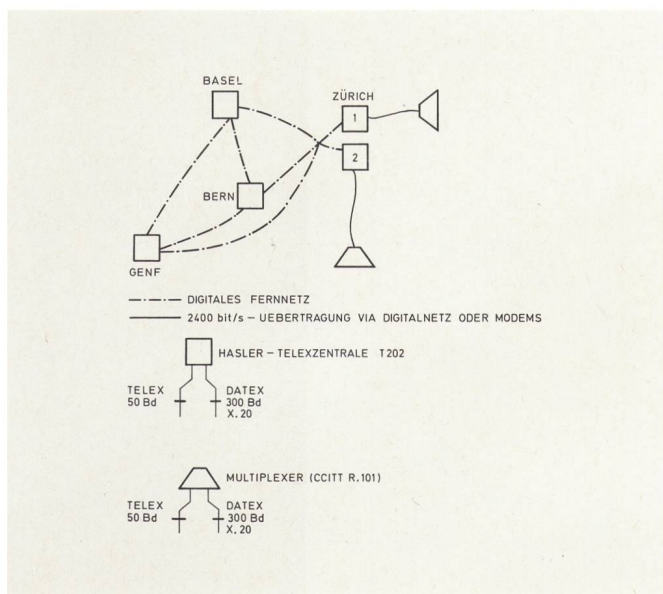 BASEL
ZÜRICH
1
2
BERN
GENF
DIGITALES FERNNETZ
2400 bit/s – UEBERTRAGUNG VIA DIGITALNETZ ODER MODEMS
HASLER – TELEXZENTRALE T202
TELEX DATEX
50 Bd 300 Bd
X.20
MULTIPLEXER (CCITT R.101)
TELEX DATEX
50 Bd 300 Bd
X.20